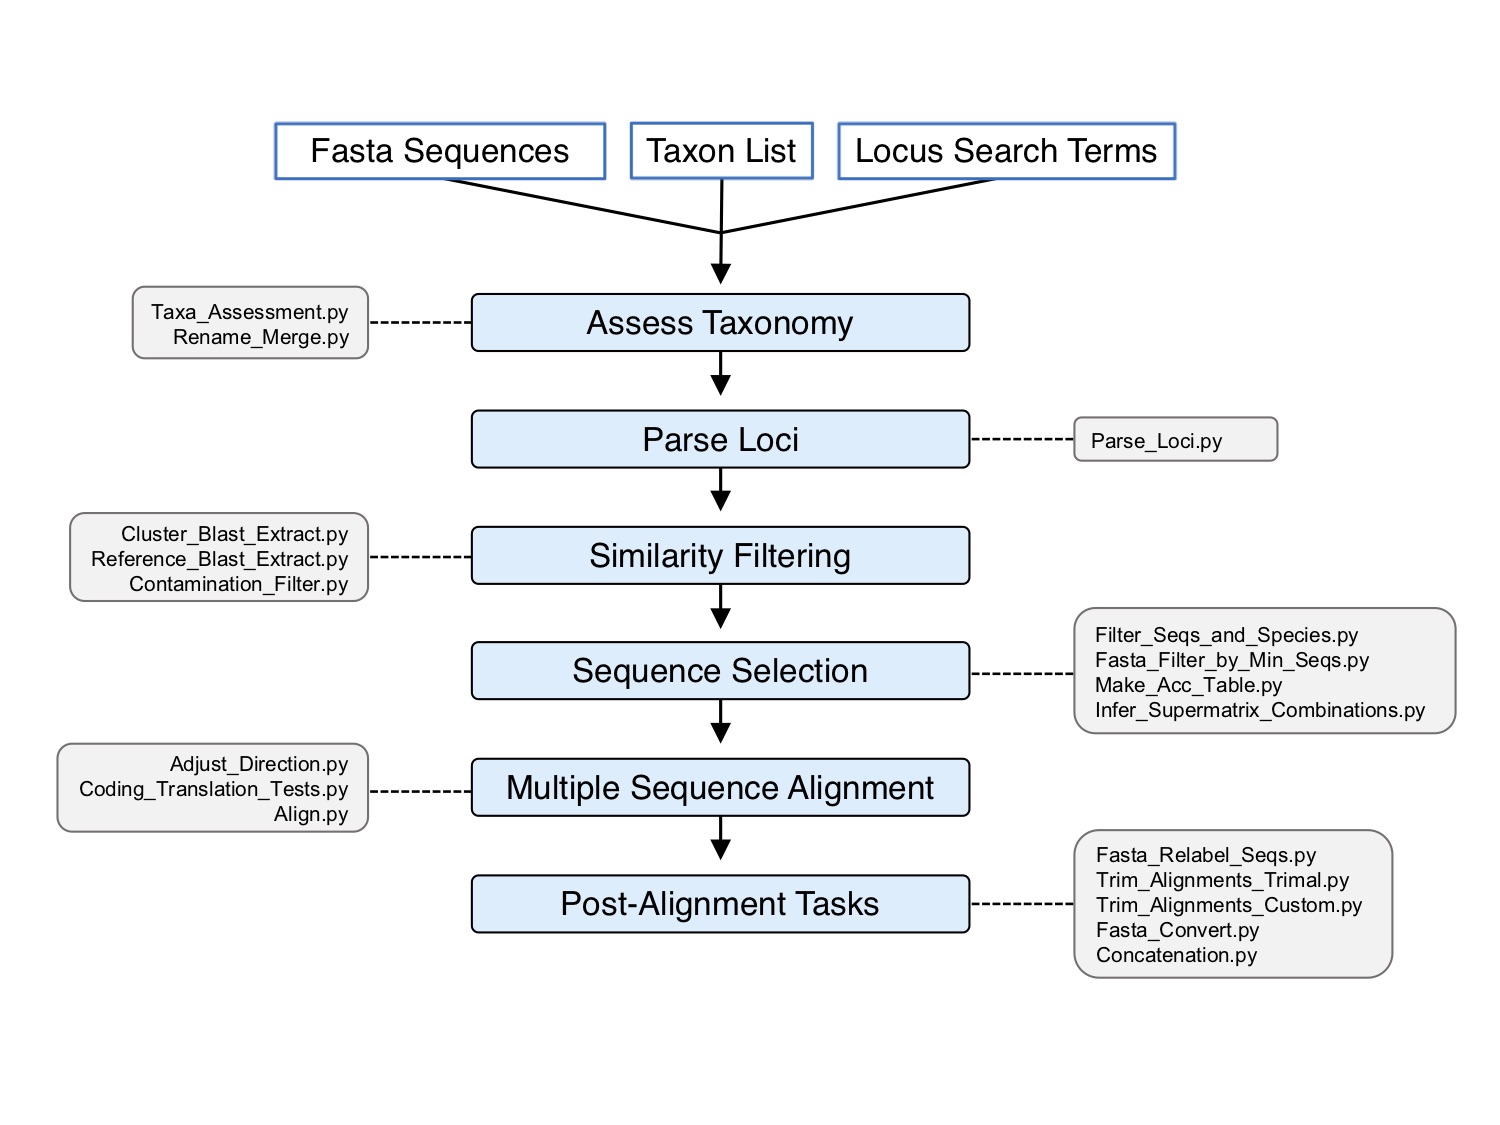 Fasta Sequences
Taxon List
Locus Search Terms
Assess Taxonomy
Taxa_Assessment.py
Rename_Merge.py
Parse Loci
Parse_Loci.py
Similarity Filtering
Cluster_Blast_Extract.py
Reference_Blast_Extract.py
Contamination_Filter.py
Sequence Selection
Filter_Seqs_and_Species.py
Fasta_Filter_by_Min_Seqs.py
Make_Acc_Table.py
Infer_Supermatrix_Combinations.py
Multiple Sequence Alignment
Adjust_Direction.py
Coding_Translation_Tests.py
Align.py
Post-Alignment Tasks
Fasta_Relabel_Seqs.py
Trim_Alignments_Trimal.py
Trim_Alignments_Custom.py
Fasta_Convert.py
Concatenation.py